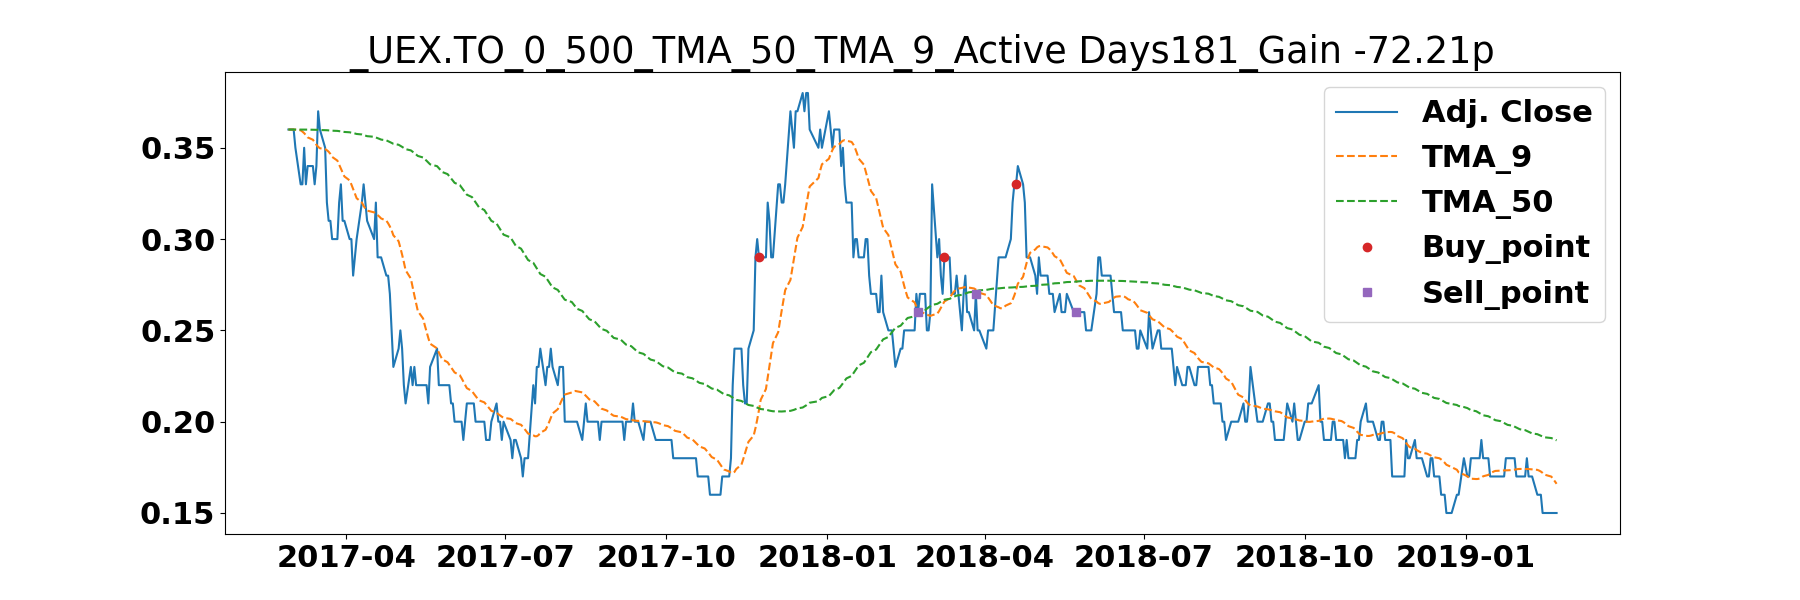 _UEX.TO_0_500_TMA_50_TMA_9_Active Days181_Gain -72.21p
Adj. Close
TMA_9
TMA_50
Buy_point
Sell_point
0.35
0.30
0.25
0.20
0.15
2017-04 2017-07 2017-10 2018-01 2018-04 2018-07 2018-10 2019-01